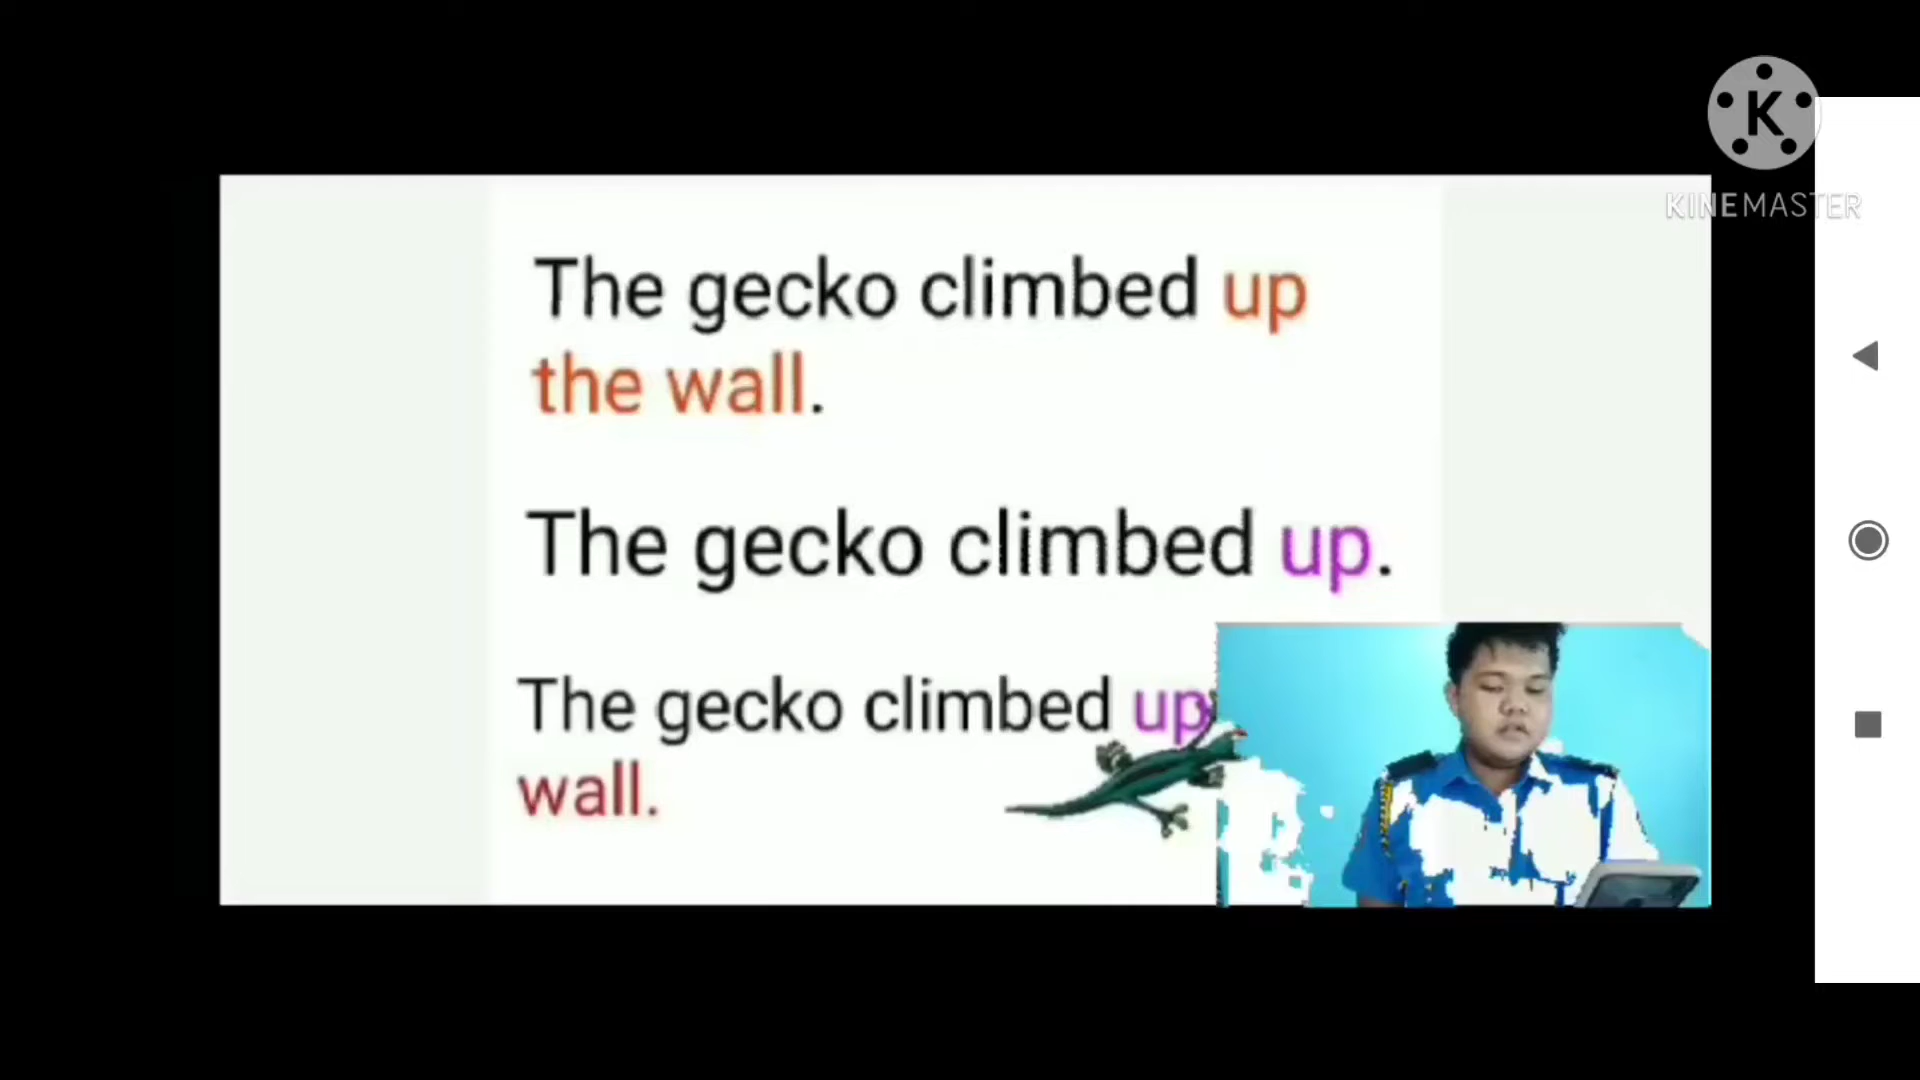 K
KINEMASTER
The gecko climbed up
the wall.
The gecko climbed up.
The gecko climbed up
wall.